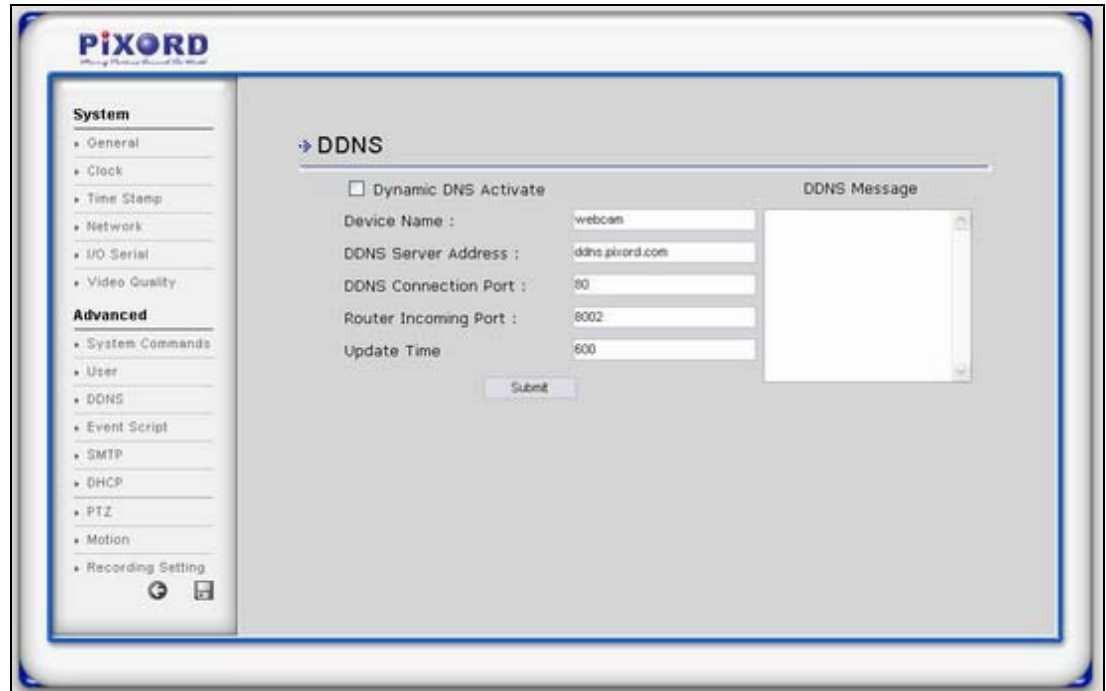 PiXORD
System
General
Clock
Time Stamp
Network
I/O Serial
Video Quality
Advanced
System Commands
User
DDNS
Event Script
SMTP
DHCP
PTZ
Motion
Recording Setting
DDNS
Dynamic DNS Activate
DDNS Message
Device Name : webcam
DDNS Server Address : ddns.pixord.com
DDNS Connection Port : 80
Router Incoming Port : 8002
Update Time 600
Submit